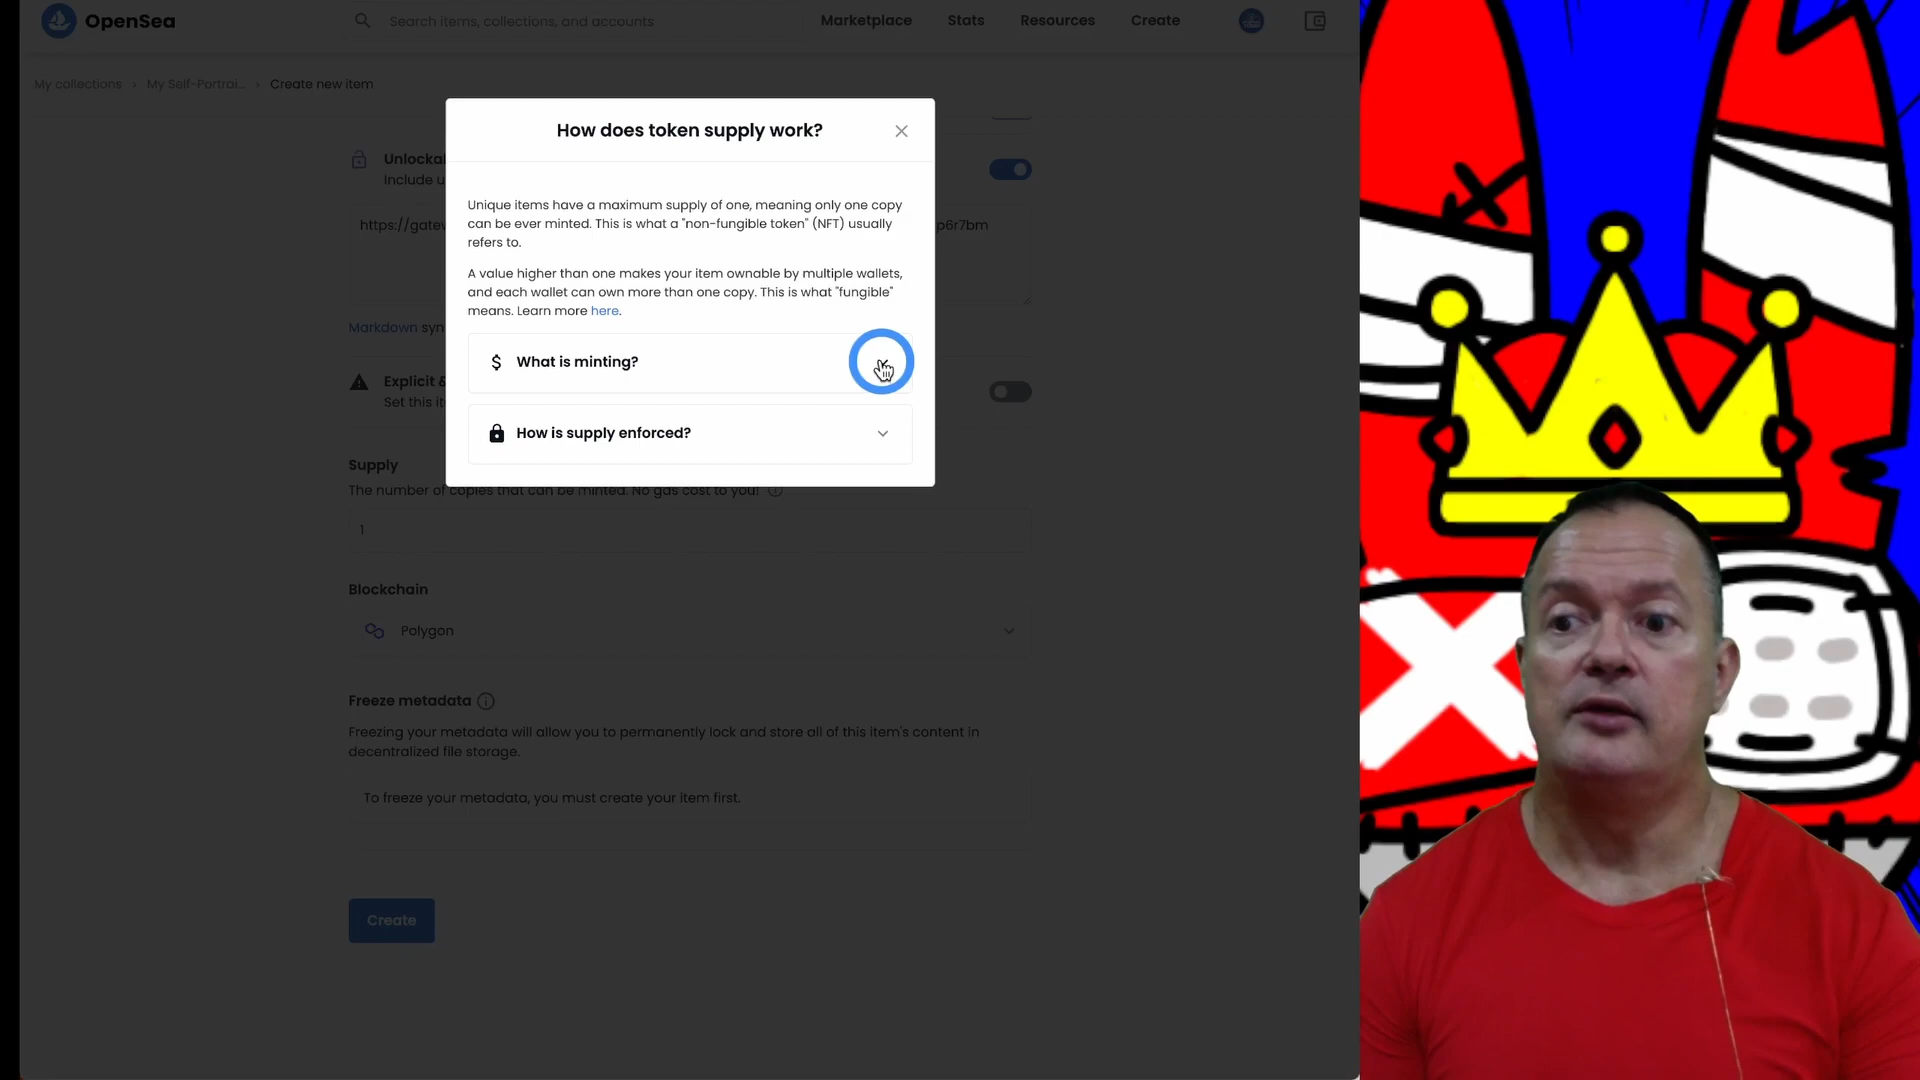 OpenSea
Search items, collections, and accounts
Marketplace
Stats
Resources
Create
My collections › My Self-Portrai... › Create new item
How does token supply work?
Unique items have a maximum supply of one, meaning only one copy
can be ever minted. This is what a "non-fungible token" (NFT) usually
refers to.
A value higher than one makes your item ownable by multiple wallets,
and each wallet can own more than one copy. This is what "fungible"
means. Learn more here.
$ What is minting?
How is supply enforced?
Unlocka
Include u
https://gatew
p6r7bm
Markdown syn
Explicit &
Set this it
Supply
The number of copies that can be minted. No gas cost to you!
1
Blockchain
Polygon
Freeze metadata
Freezing your metadata will allow you to permanently lock and store all of this item's content in
decentralized file storage.
To freeze your metadata, you must create your item first.
Create